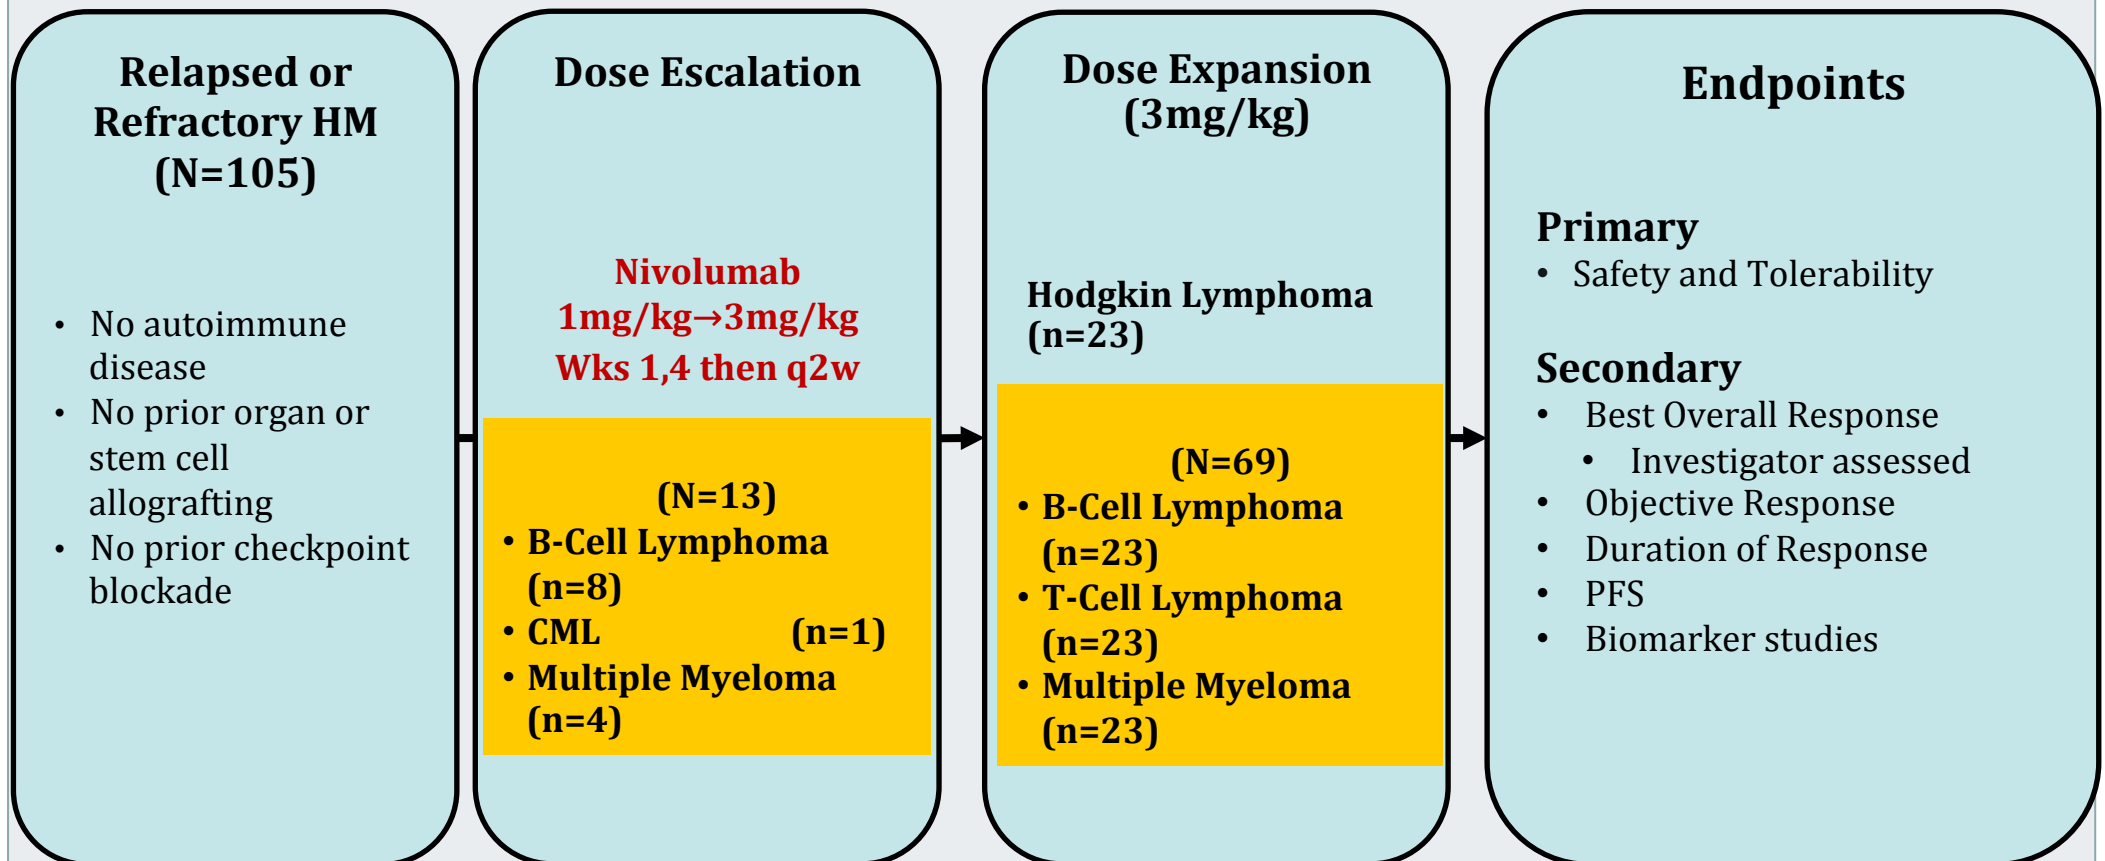 Relapsed or
Refractory HM
(N=105)
• No autoimmune
disease
• No prior organ or
stem cell
allografting
• No prior checkpoint
blockade
Dose Escalation
Nivolumab
1mg/kg→3mg/kg
Wks 1,4 then q2w
(N=13)
• B-Cell Lymphoma
(n=8)
• CML (n=1)
• Multiple Myeloma
(n=4)
Dose Expansion
(3mg/kg)
Hodgkin Lymphoma
(n=23)
(N=69)
• B-Cell Lymphoma
(n=23)
• T-Cell Lymphoma
(n=23)
• Multiple Myeloma
(n=23)
Endpoints
Primary
• Safety and Tolerability
Secondary
• Best Overall Response
• Investigator assessed
• Objective Response
• Duration of Response
• PFS
• Biomarker studies